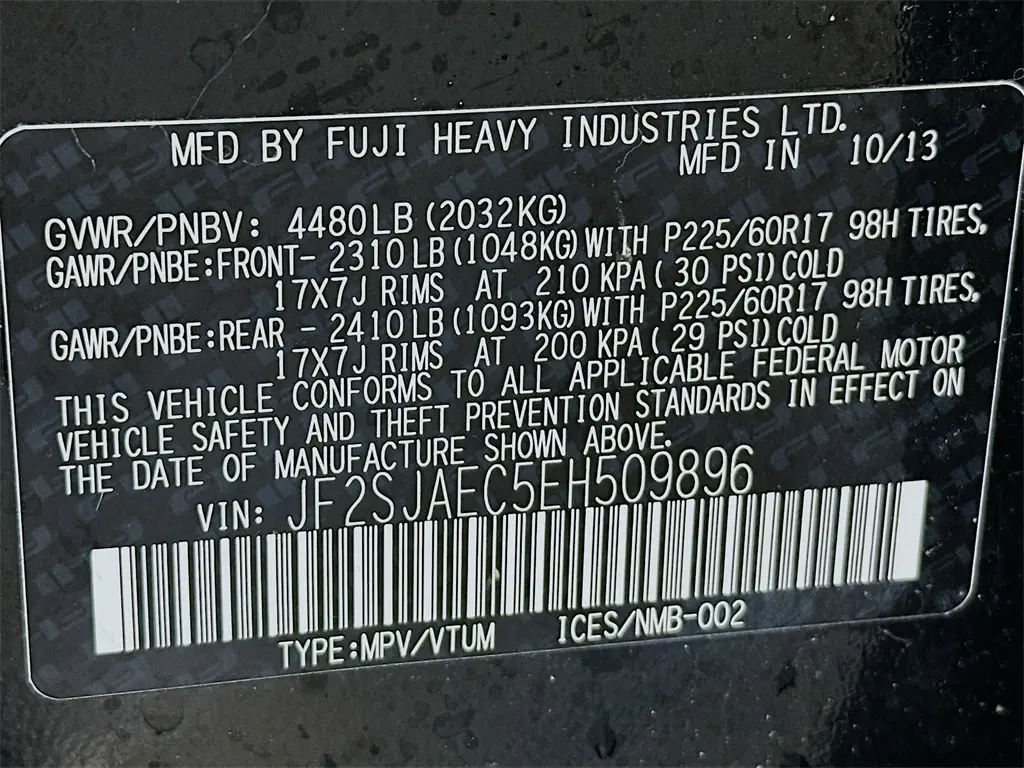 MFD BY FUJI HEAVY INDUSTRIES LTD.
MFD IN 10/13
GVWR/PNBV: 4480LB(2032KG)
GAWR/PNBE:FRONT- 2310LB(1048KG)WITH P225/60R17 98H TIRES,
17X7J RIMS AT 210 KPA( 30 PSI)COLD
GAWR/PNBE:REAR - 2410LB(1093KG)WITH P225/60R17 98H TIRES,
17X7J RIMS AT 200 KPA( 29 PSI)COLD
THIS VEHICLE CONFORMS TO ALL APPLICABLE FEDERAL MOTOR
VEHICLE SAFETY AND THEFT PREVENTION STANDARDS IN EFFECT ON
THE DATE OF MANUFACTURE SHOWN ABOVE.
VIN: JF2SJAEC5EH509896
TYPE:MPV/VTUM ICES/NMB-002